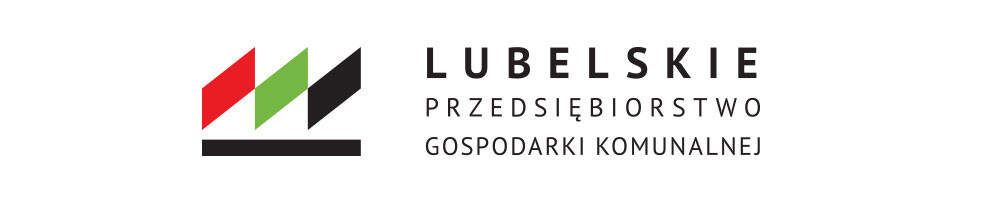 LUBELSKIE
PRZEDSIĘBIORSTWO
GOSPODARKI KOMUNALNEJ